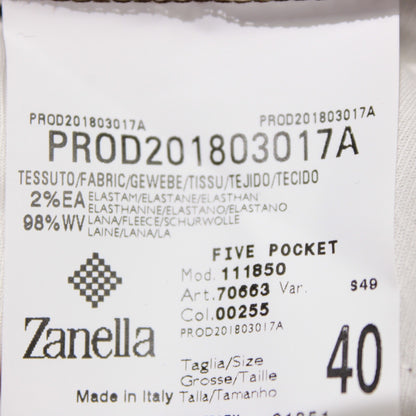 PROD201803017A PROD201803017A
PROD201803017A
TESSUTO/FABRIC/GEWEBE/TISSU/TEJIDO/TECIDO
2%EA ELASTAM/ELASTANE/ELASTHAN
ELASTHANNE/ELASTANO/ELASTANO
98%WV LANA/FLEECE/SCHURWOLLE
LAINE/LANA/LA
FIVE POCKET
Mod. 111850
Art. 70663 Var. S49
Col. 00255
PROD201803017A
Zanella
Taglia/Size
Grosse/Taille
Talla/Tamanho
40
Made in Italy